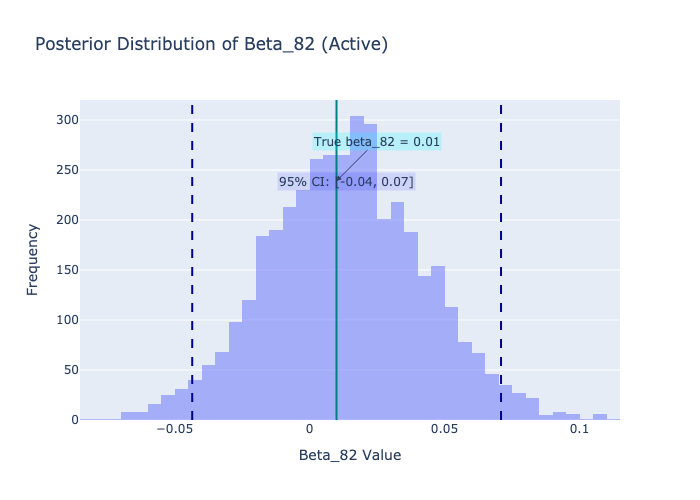 Posterior Distribution of Beta_82 (Active)
300
250
200
150
100
50
0
Frequency
True beta_82 = 0.01
95% CI: [-0.04, 0.07]
−0.05
0
0.05
0.1
Beta_82 Value